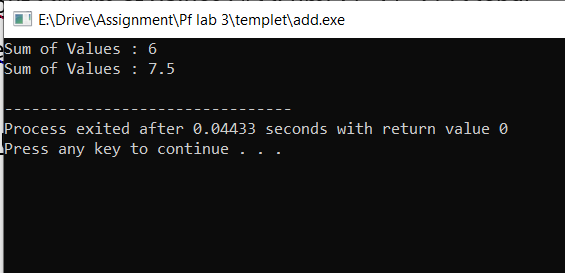 E:\Drive\Assignment\Pf lab 3\templet\add.exe
Sum of Values : 6
Sum of Values : 7.5
--------------------------------
Process exited after 0.04433 seconds with return value 0
Press any key to continue . . .